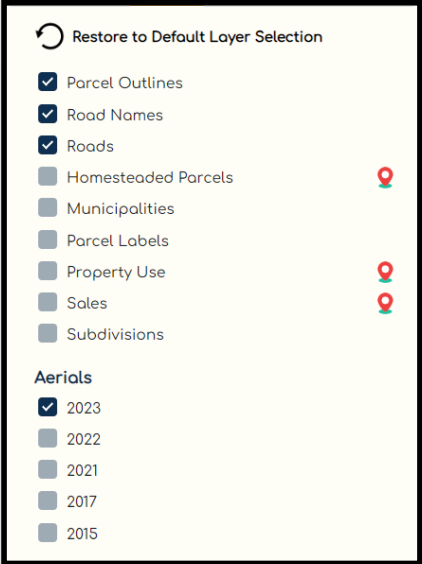 Restore to Default Layer Selection
Parcel Outlines
Road Names
Roads
Homesteaded Parcels
Municipalities
Parcel Labels
Property Use
Sales
Subdivisions
Aerials
2023
2022
2021
2017
2015